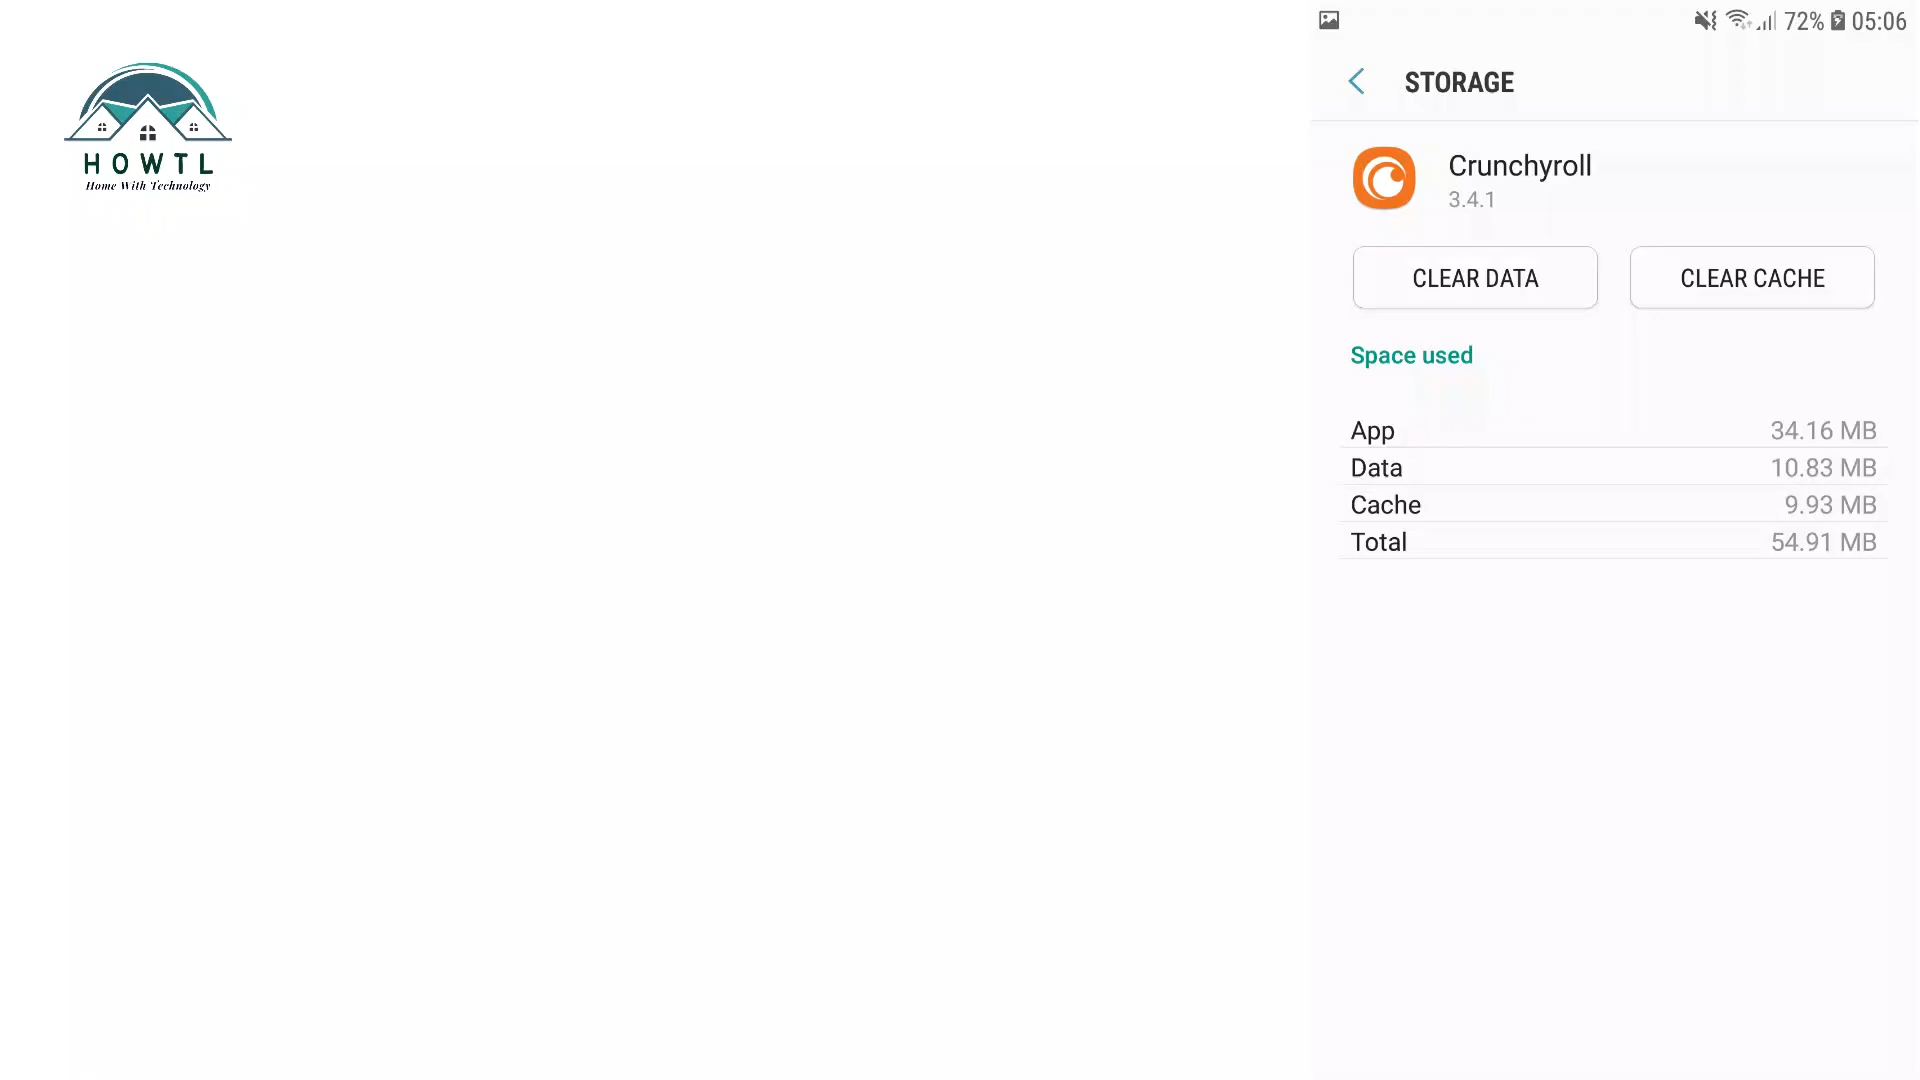 HOWTL
Home With Technology
72% 05:06
STORAGE
Crunchyroll
3.4.1
CLEAR DATA
CLEAR CACHE
Space used
App 34.16 MB
Data 10.83 MB
Cache 9.93 MB
Total 54.91 MB